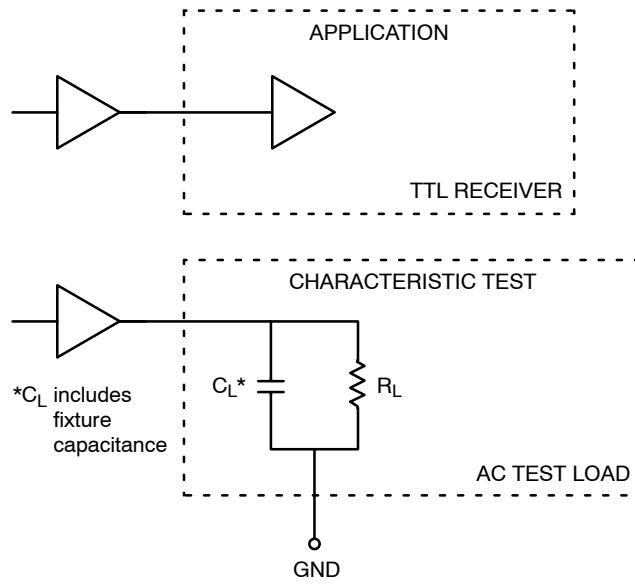 APPLICATION
TTL RECEIVER
CHARACTERISTIC TEST
*CL includes
fixture
capacitance
CL*
RL
AC TEST LOAD
GND